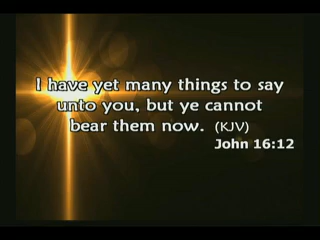 I have yet many things to say
unto you, but ye cannot
bear them now. (KJV)
John 16:12